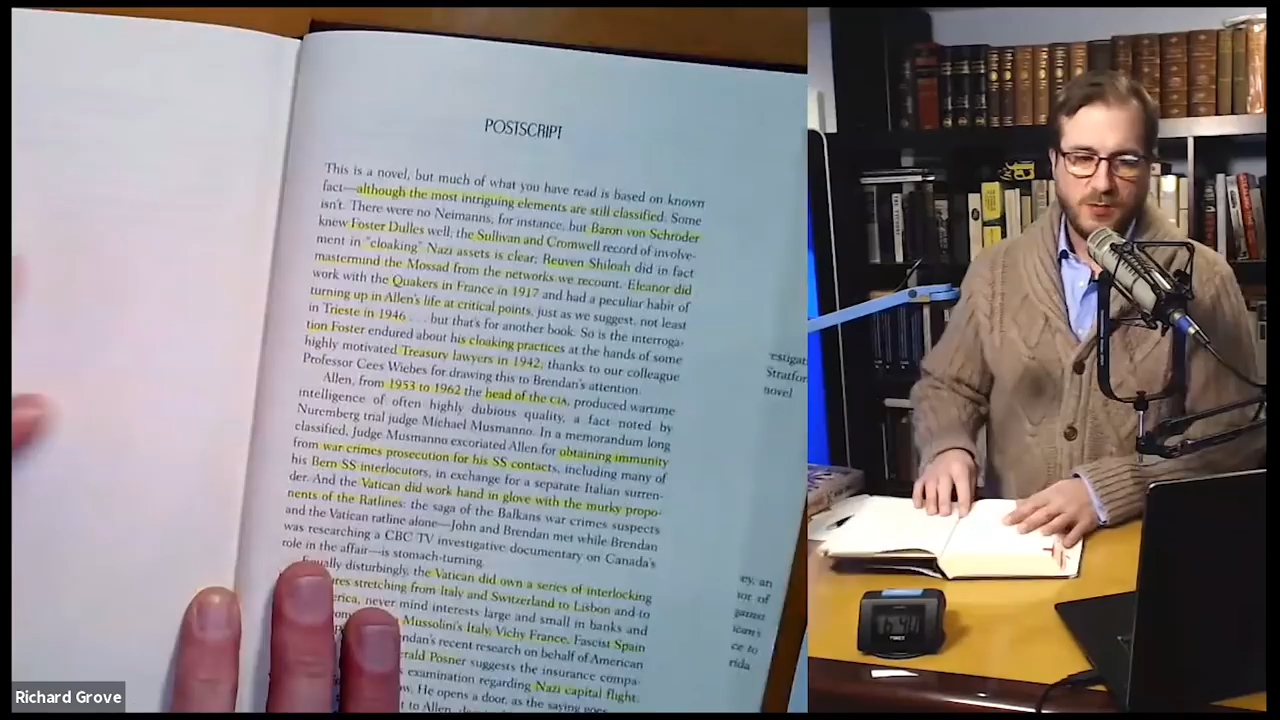 POSTSCRIPT
This is a novel, but much of what you have read is based on known
fact—although the most intriguing elements are still classified. Some
isn't. There were no Neimanns, for instance, but Baron von Schroder
knew Foster Dulles well; the Sullivan and Cromwell record of involve-
ment in "cloaking" Nazi assets is clear; Reuven Shiloah did in fact
mastermind the Mossad from the networks we recount. Eleanor did
work with the Quakers in France in 1917 and had a peculiar habit of
turning up in Allen's life at critical points, just as we suggest, not least
in Trieste in 1946 . . . but that's for another book. So is the interroga-
tion Foster endured about his cloaking practices at the hands of some
highly motivated Treasury lawyers in 1942, thanks to our colleague
Professor Cees Wiebes for drawing this to Brendan's attention.
Allen, from 1953 to 1962 the head of the CIA, produced wartime
intelligence of often highly dubious quality, a fact noted by
Nuremberg trial judge Michael Musmanno. In a memorandum long
classified, Judge Musmanno excoriated Allen for obtaining immunity
from war crimes prosecution for his SS contacts, including many of
his Bern SS interlocutors, in exchange for a separate Italian surren-
der. And the Vatican did work hand in glove with the murky propo-
nents of the Ratlines: the saga of the Balkans war crimes suspects
and the Vatican ratline alone—John and Brendan met while Brendan
was researching a CBC TV investigative documentary on Canada's
role in the affair—is stomach-turning.
Equally disturbingly, the Vatican did own a series of interlocking
stretching from Italy and Switzerland to Lisbon and to
never mind interests large and small in banks and
Mussolini's Italy, Vichy France, Fascist Spain
recent research on behalf of American
Gerald Posner suggests the insurance compa-
examination regarding Nazi capital flight.
He opens a door, as the saying goes
to Allen,
novel
Richard Grove
TIMEX